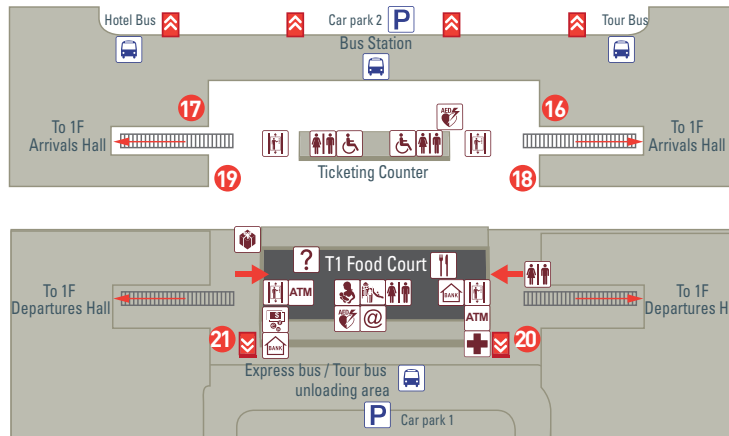 Hotel Bus
Car park 2 P
Tour Bus
Bus Station
17
16
AED
To 1F
Arrivals Hall
To 1F
Arrivals Hall
Ticketing Counter
19
18
? T1 Food Court
ATM
BANK
To 1F
Departures Hall
To 1F
Departures H
$
AED
@
ATM
21
BANK
20
Express bus / Tour bus
unloading area
P Car park 1